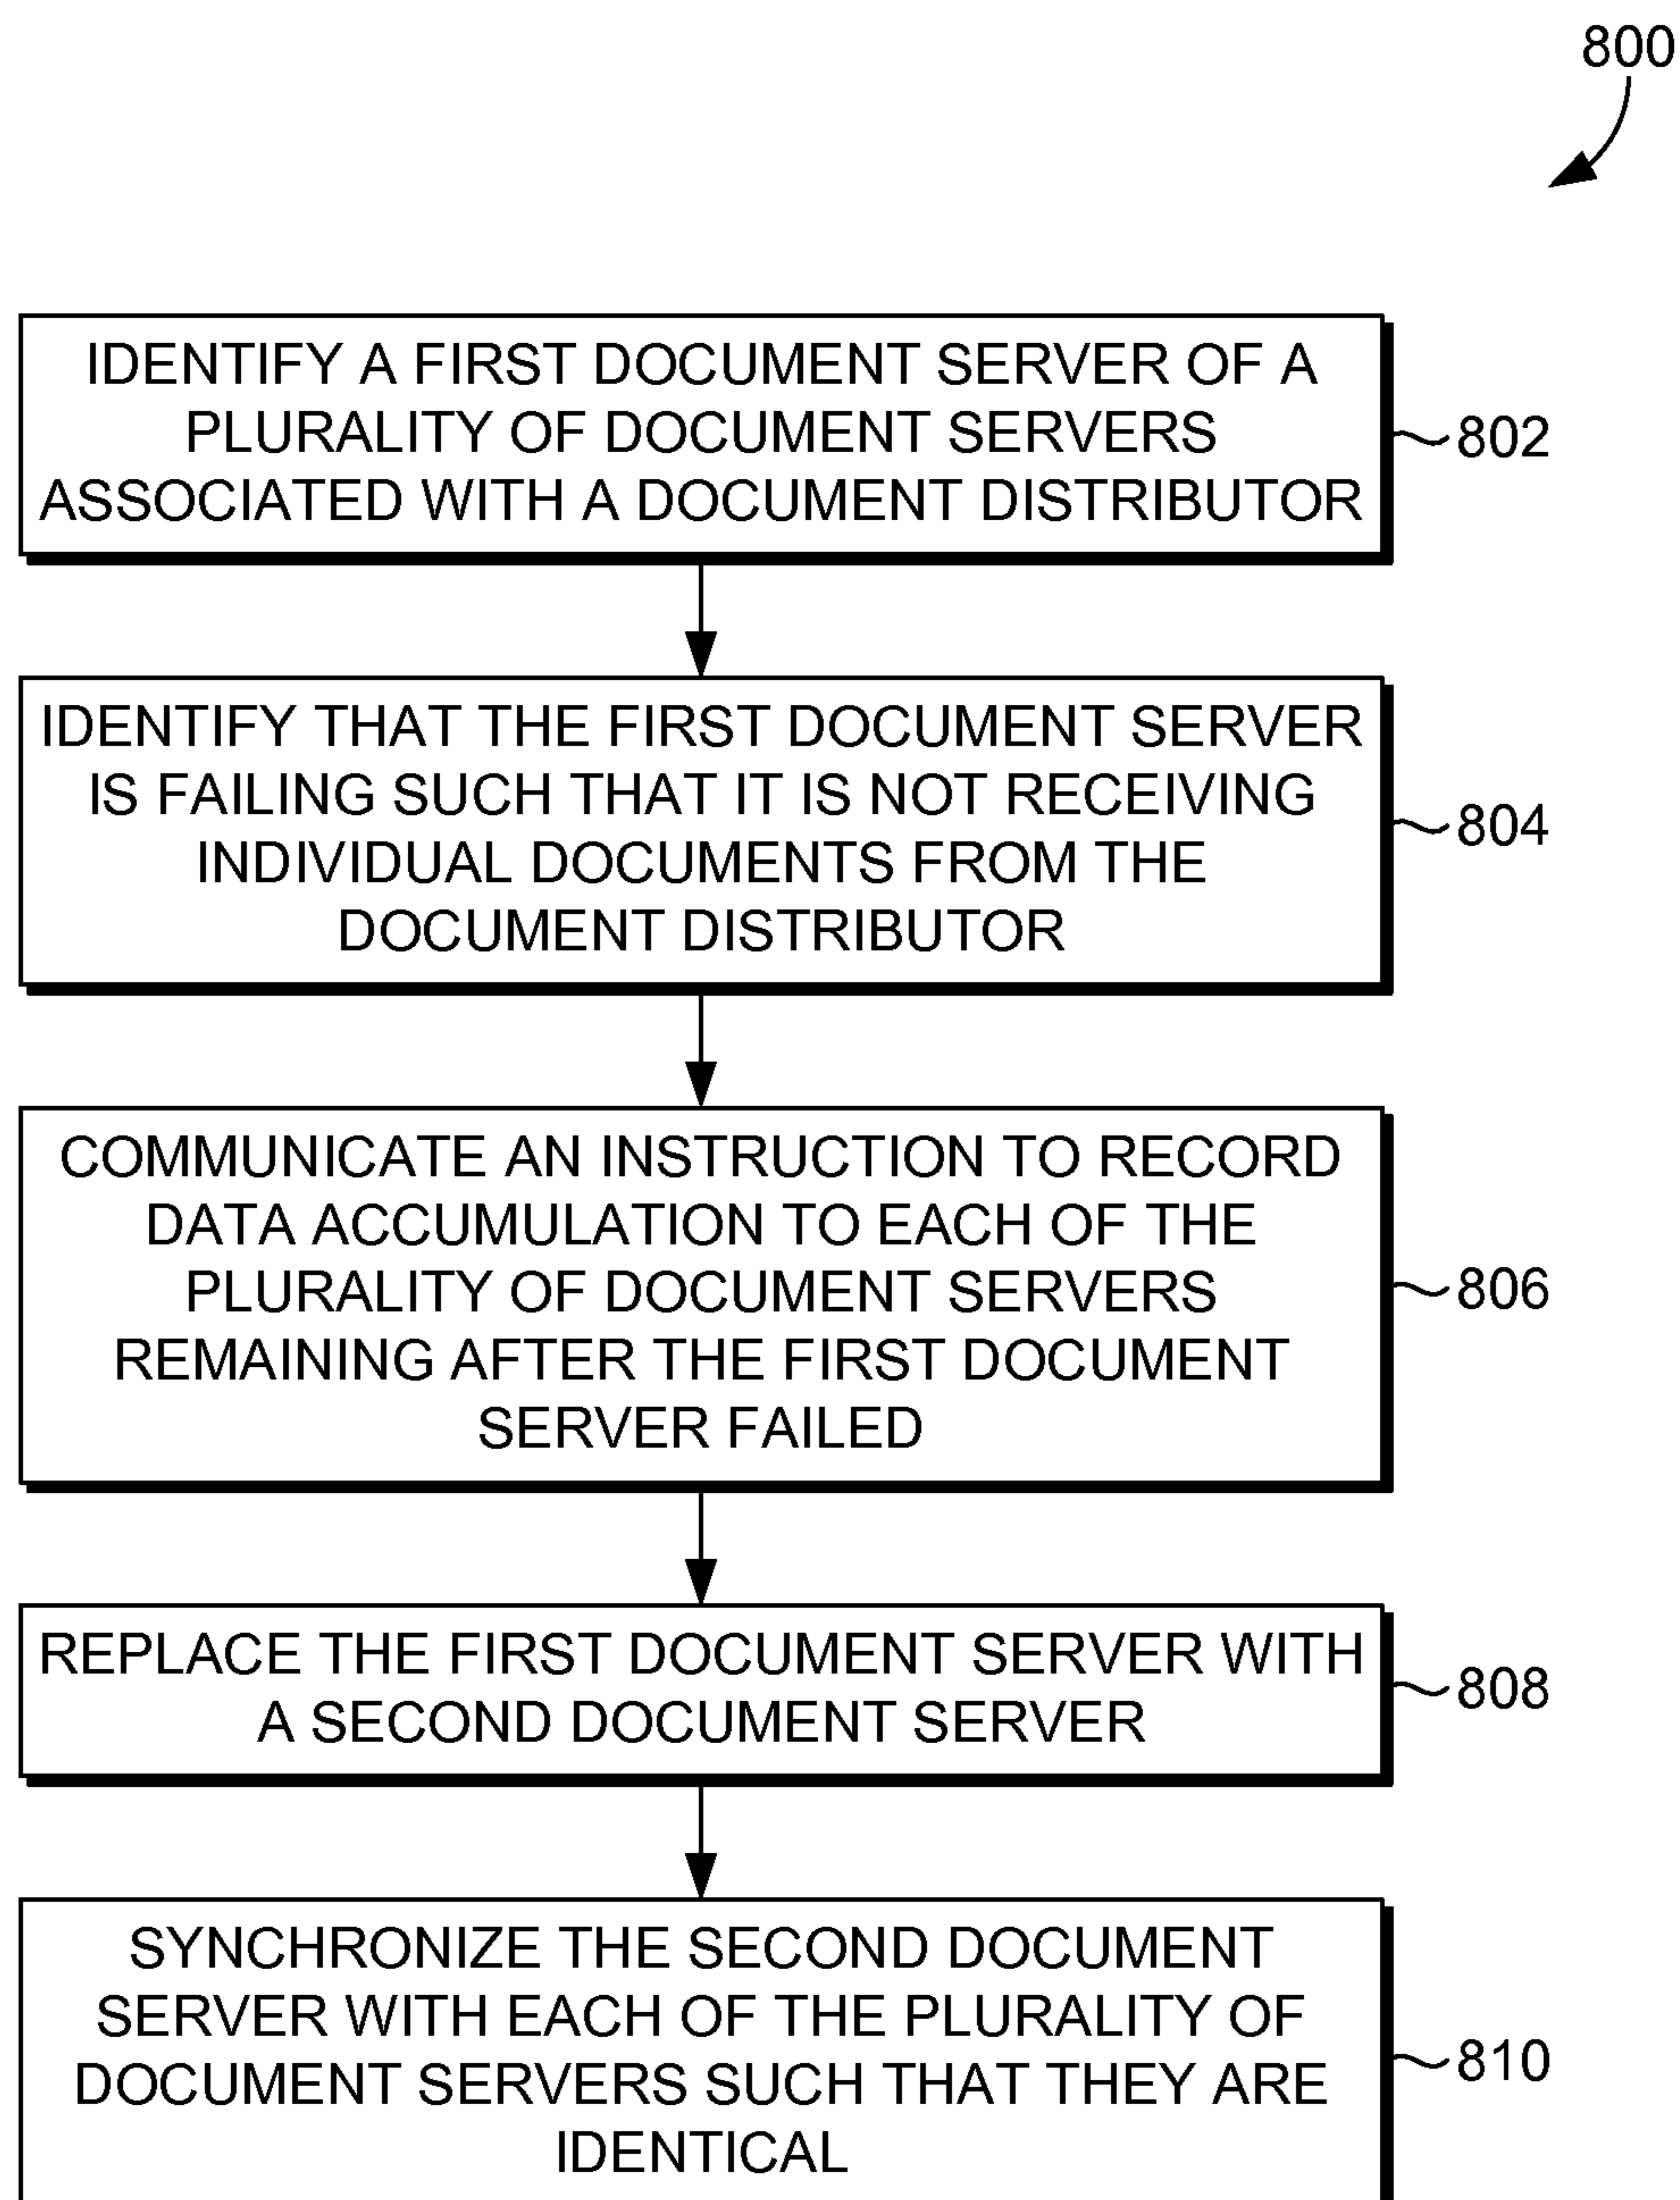 800
IDENTIFY A FIRST DOCUMENT SERVER OF A
PLURALITY OF DOCUMENT SERVERS
ASSOCIATED WITH A DOCUMENT DISTRIBUTOR
802
IDENTIFY THAT THE FIRST DOCUMENT SERVER
IS FAILING SUCH THAT IT IS NOT RECEIVING
INDIVIDUAL DOCUMENTS FROM THE
DOCUMENT DISTRIBUTOR
804
COMMUNICATE AN INSTRUCTION TO RECORD
DATA ACCUMULATION TO EACH OF THE
PLURALITY OF DOCUMENT SERVERS
REMAINING AFTER THE FIRST DOCUMENT
SERVER FAILED
806
REPLACE THE FIRST DOCUMENT SERVER WITH
A SECOND DOCUMENT SERVER
808
SYNCHRONIZE THE SECOND DOCUMENT
SERVER WITH EACH OF THE PLURALITY OF
DOCUMENT SERVERS SUCH THAT THEY ARE
IDENTICAL
810